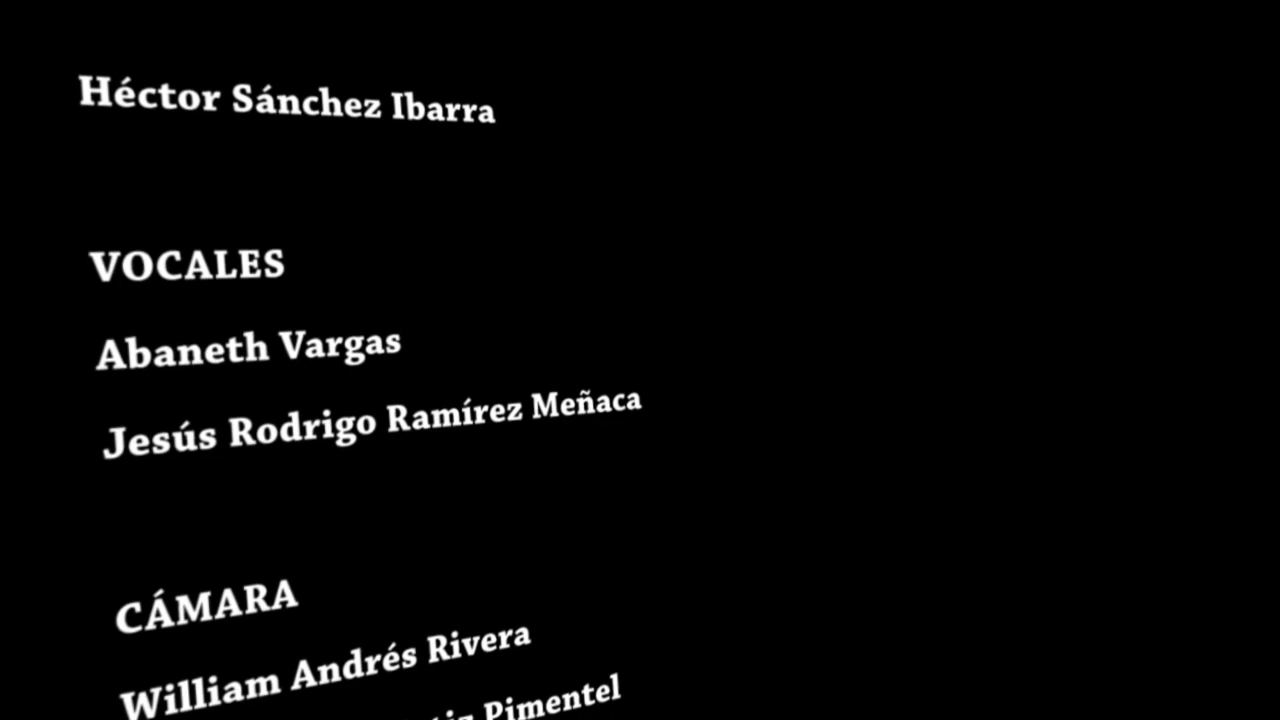 Héctor Sánchez Ibarra
VOCALES
Abaneth Vargas
Jesús Rodrigo Ramírez Meñaca
CÁMARA
William Andrés Rivera
Pimentel